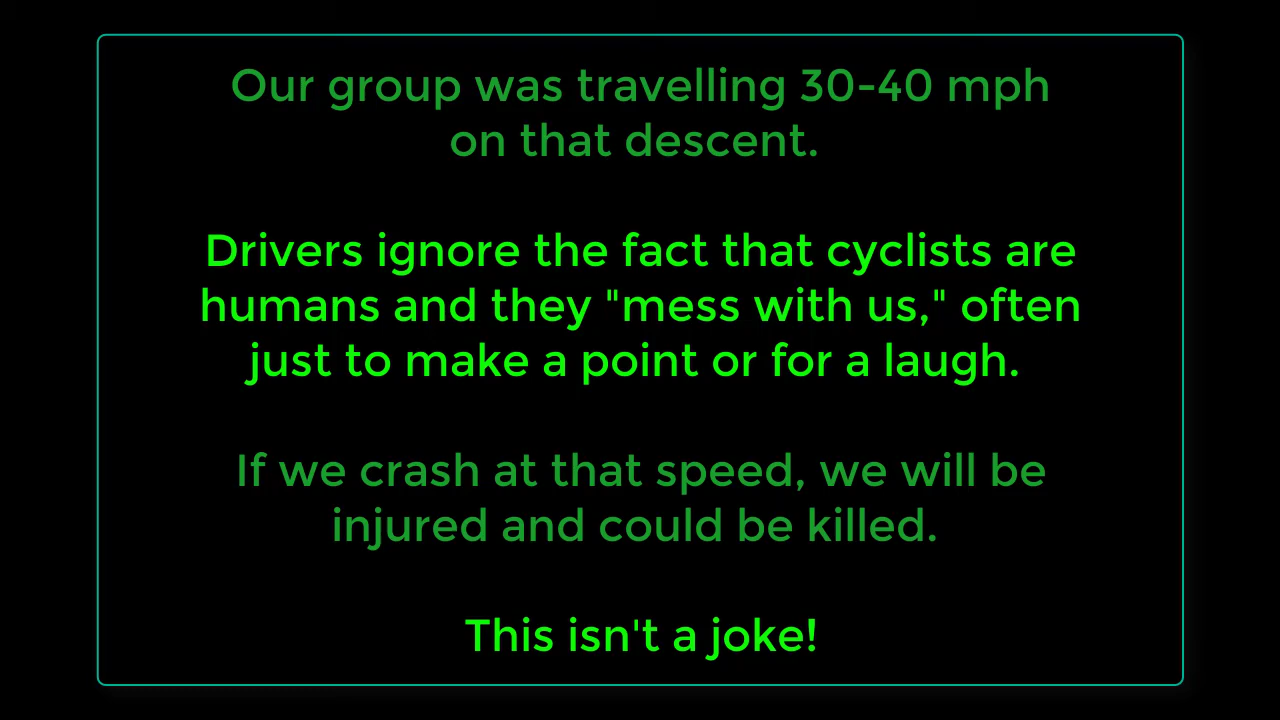 Our group was travelling 30-40 mph
on that descent.
Drivers ignore the fact that cyclists are
humans and they "mess with us," often
just to make a point or for a laugh.
If we crash at that speed, we will be
injured and could be killed.
This isn't a joke!